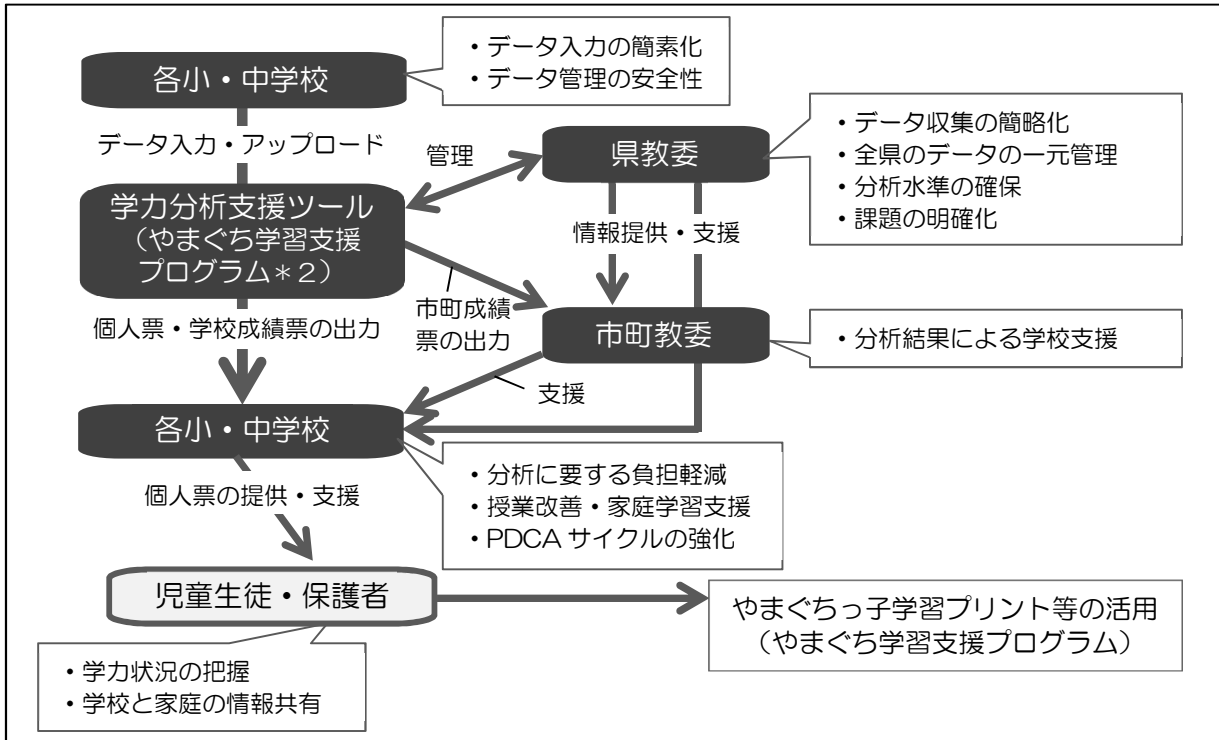 各小・中学校
・データ入力の簡素化
・データ管理の安全性
データ入力・アップロード
管理
県教委
・データ収集の簡略化
・全県のデータの一元管理
・分析水準の確保
・課題の明確化
学力分析支援ツール
（やまぐち学習支援
プログラム＊２）
情報提供・支援
個人票・学校成績票の出力
市町成績
票の出力
市町教委
・分析結果による学校支援
支援
各小・中学校
・分析に要する負担軽減
・授業改善・家庭学習支援
・PDCA サイクルの強化
個人票の提供・支援
児童生徒・保護者
やまぐちっ子学習プリント等の活用
（やまぐち学習支援プログラム）
・学力状況の把握
・学校と家庭の情報共有